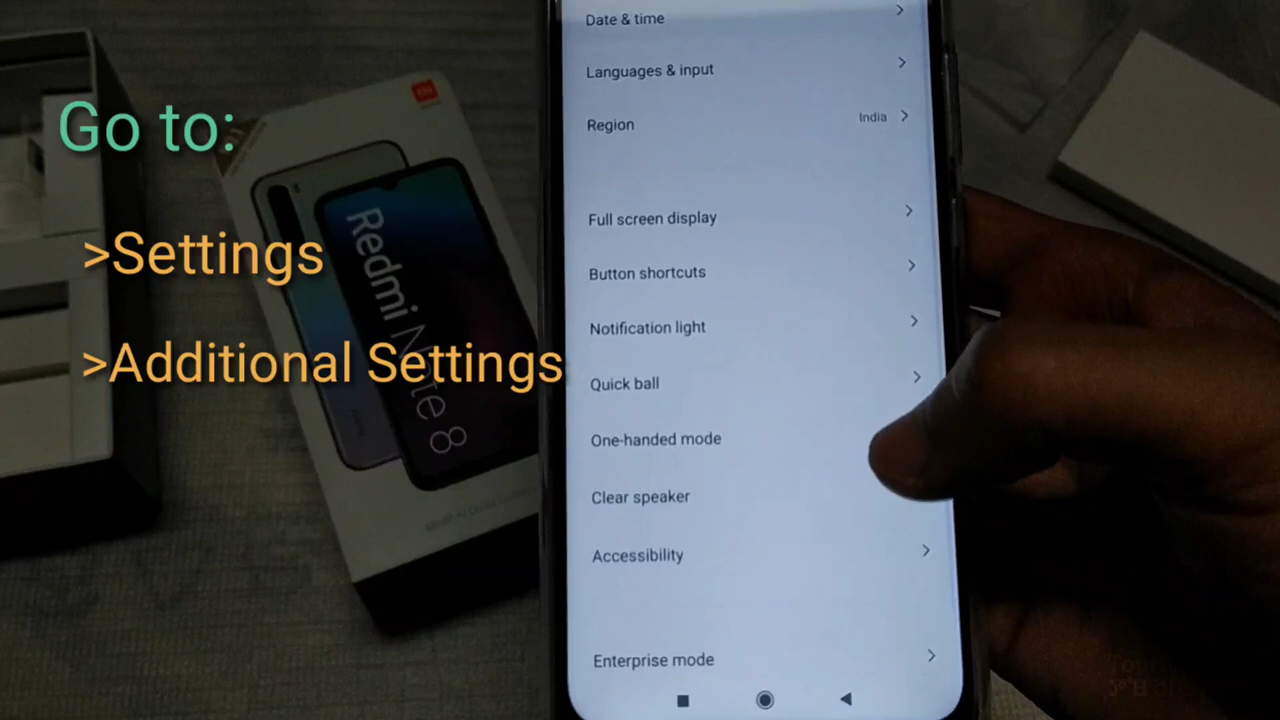 Go to:
>Settings
>Additional Settings
Redmi Note 8
Date & time
Languages & input
Region
India
Full screen display
Button shortcuts
Notification light
Quick ball
One-handed mode
Clear speaker
Accessibility
Enterprise mode